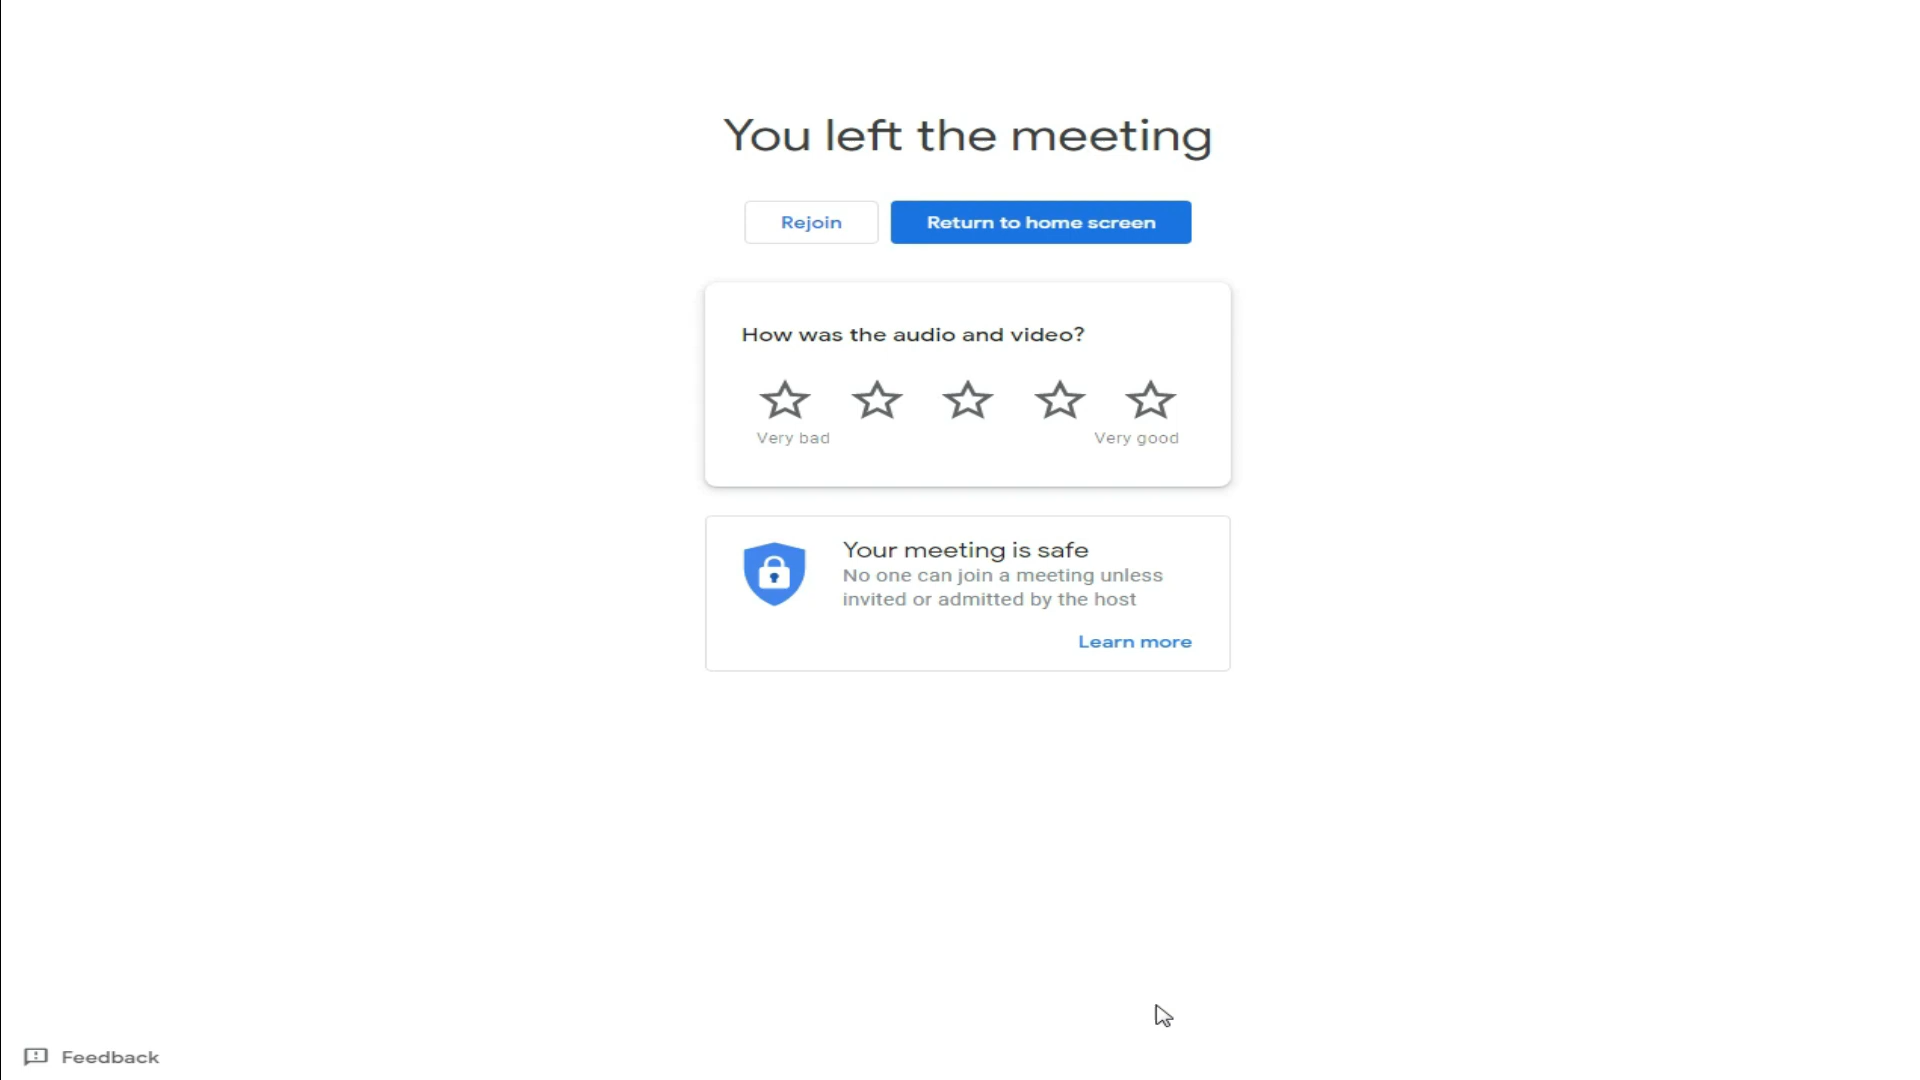 You left the meeting
Rejoin
Return to home screen
How was the audio and video?
Very bad
Very good
Your meeting is safe
No one can join a meeting unless
invited or admitted by the host
Learn more
Feedback